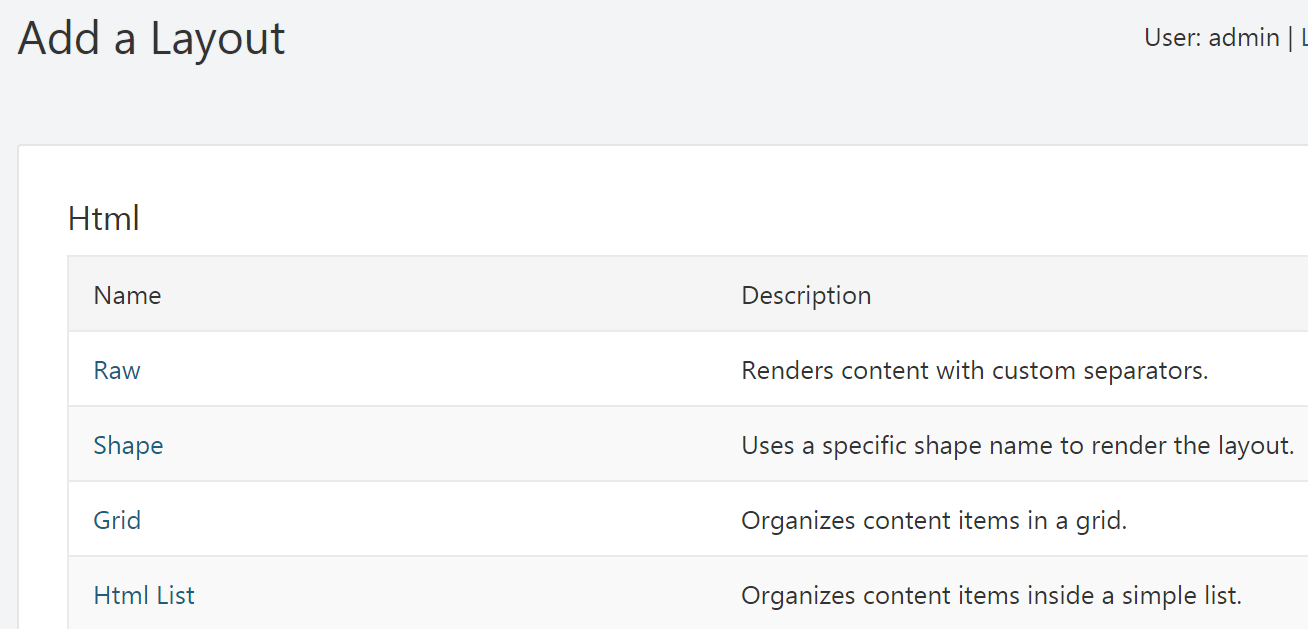 Add a Layout
User: admin |
Html
Name Description
Raw Renders content with custom separators.
Shape Uses a specific shape name to render the layout.
Grid Organizes content items in a grid.
Html List Organizes content items inside a simple list.